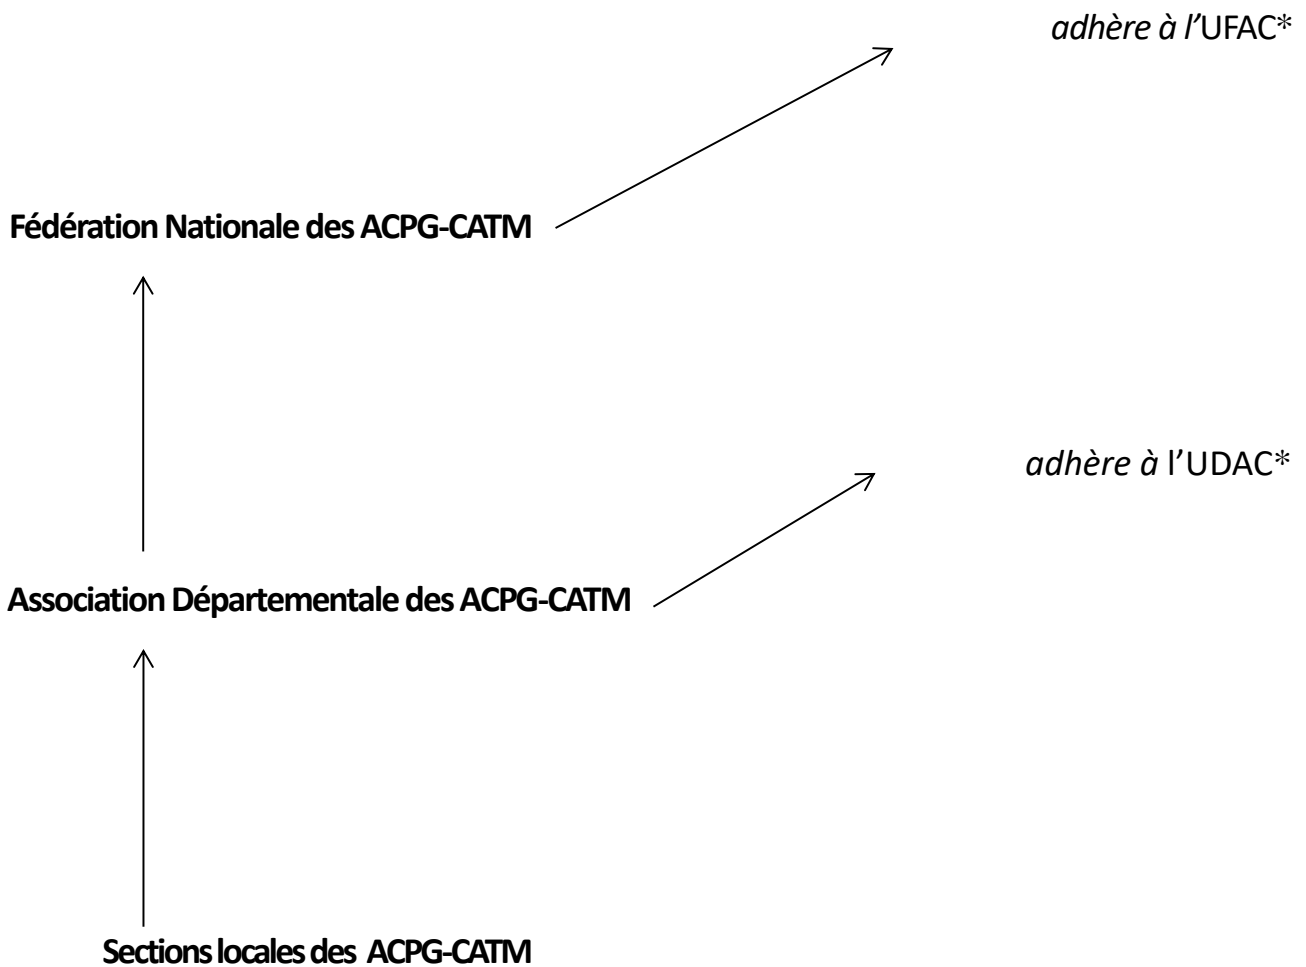 adhère à l’UFAC*
Fédération Nationale des ACPG-CATM
adhère à l’UDAC*
Association Départementale des ACPG-CATM
Sections locales des ACPG-CATM